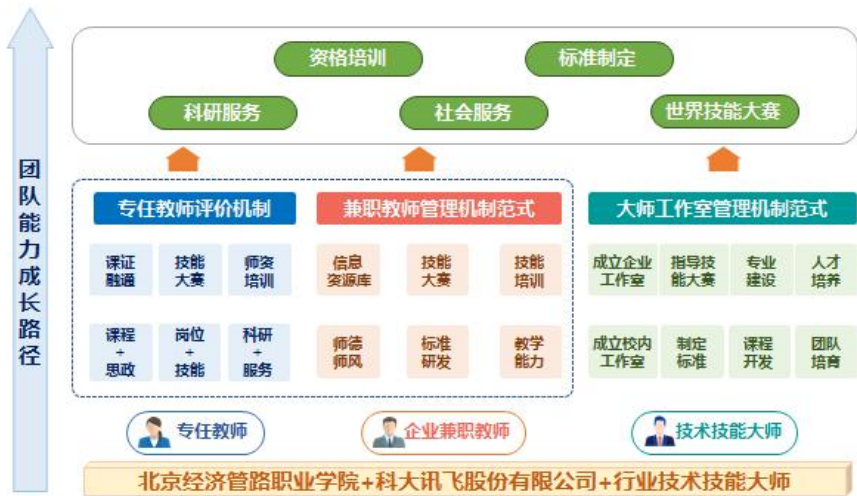 团队能力成长路径
资格培训
标准制定
科研服务
社会服务
世界技能大赛
专任教师评价机制
课证
融通
技能
大赛
师资
培训
课程
+
思政
岗位
+
技能
科研
+
服务
兼职教师管理机制范式
信息
资源库
技能
大赛
技能
培训
师德
师风
标准
研发
教学
能力
大师工作室管理机制范式
成立企业
工作室
指导技
能大赛
专业
建设
人才
培养
成立校内
工作室
制定
标准
课程
开发
团队
培育
专任教师
企业兼职教师
技术技能大师
北京经济管路职业学院+科大讯飞股份有限公司+行业技术技能大师